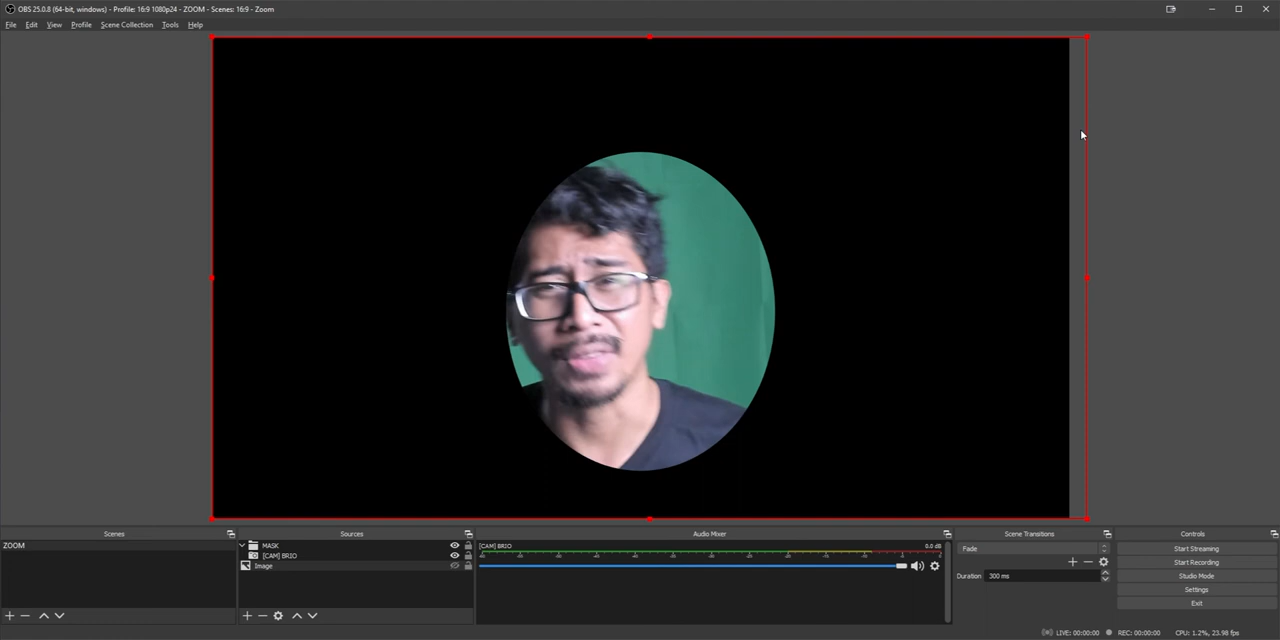 OBS 25.0.8 (64-bit, windows) - Profile: 16:9 1080p24 - ZOOM - Scenes: 16:9 - Zoom
File Edit View Profile Scene Collection Tools Help
Scenes
ZOOM
Sources
MASK
[CAM] BRIO
Image
Audio Mixer
[CAM] BRIO 0.0 dB
Scene Transitions
Fade
Duration 300 ms
Controls
Start Streaming
Start Recording
Studio Mode
Settings
Exit
LIVE: 00:00:00 REC: 00:00:00 CPU: 1.2%, 23.98 fps